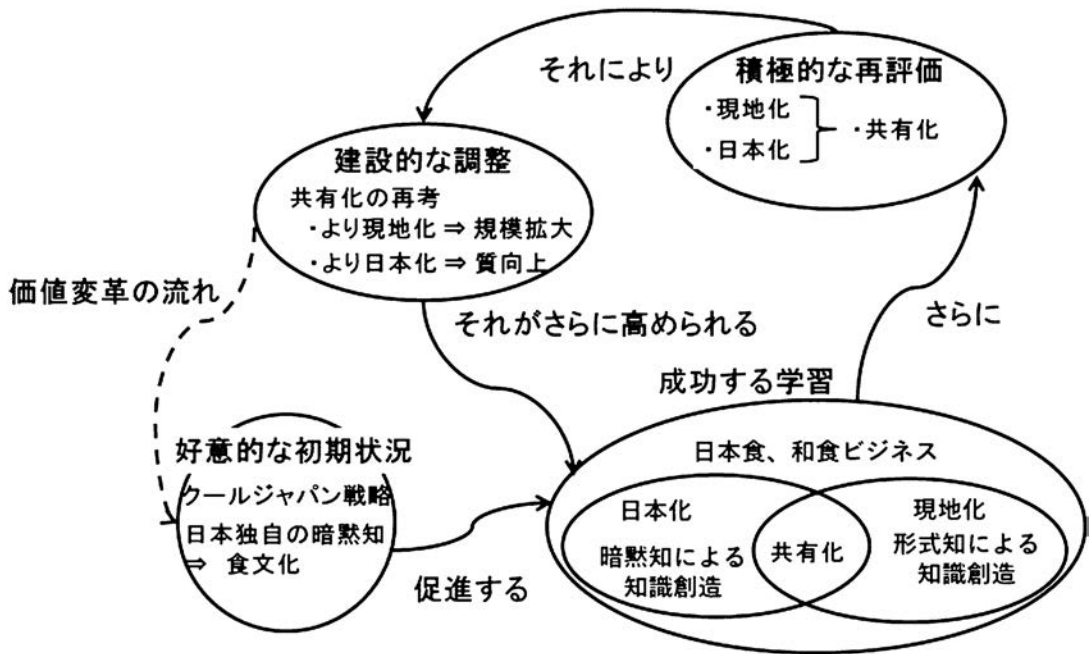 それにより
積極的な再評価
・現地化
・日本化
・共有化
建設的な調整
共有化の再考
・より現地化 ⇒ 規模拡大
・より日本化 ⇒ 質向上
価値変革の流れ
それがさらに高められる
さらに
成功する学習
好意的な初期状況
クールジャパン戦略
日本独自の暗黙知
⇒ 食文化
促進する
日本食、和食ビジネス
日本化
暗黙知による
知識創造
共有化
現地化
形式知による
知識創造